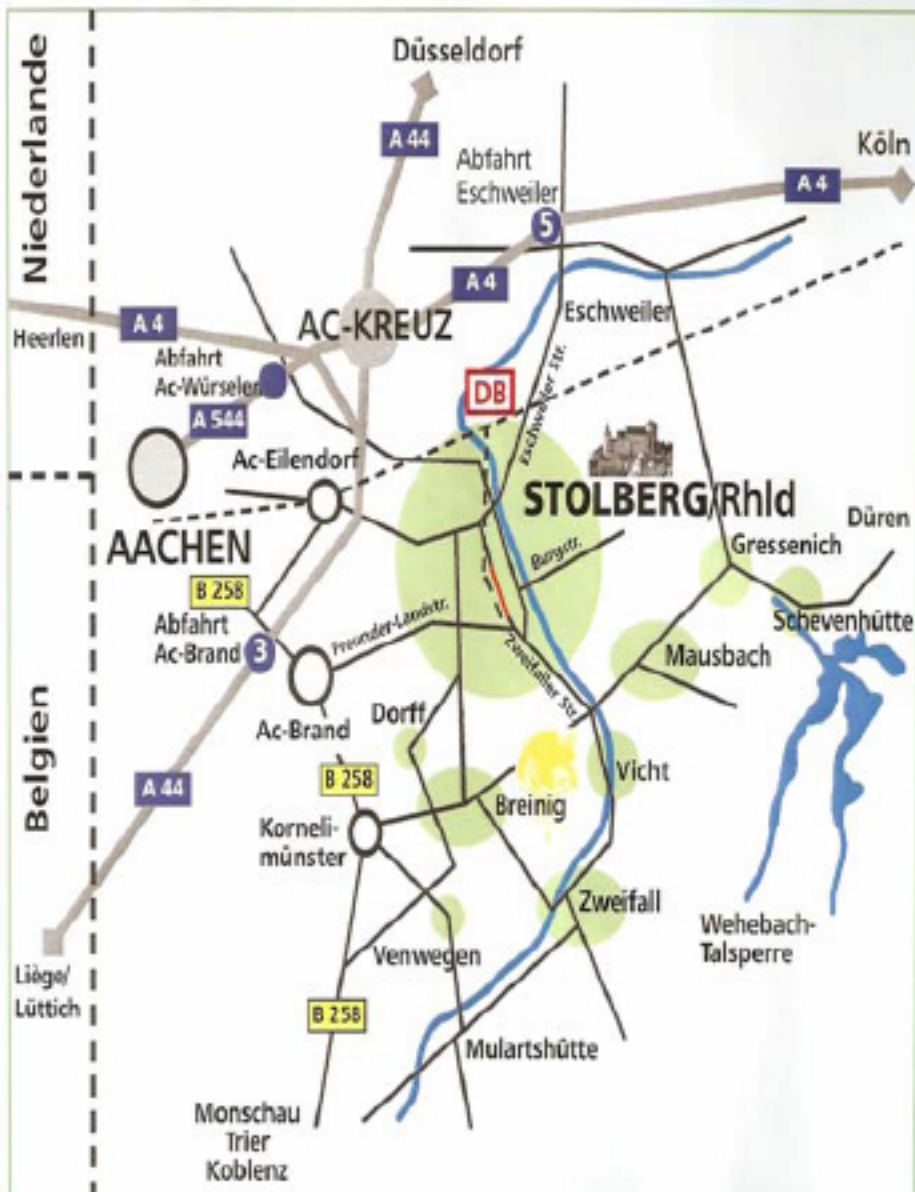 Niederlande
Düsseldorf
A 44
Abfahrt
Eschweiler
5
Köln
A 4
A 4
Heerlen
A 4
AC-KREUZ
Eschweiler
Abfahrt
Ac-Würselen
A 544
DB
Eschweiler Str.
Ac-Eilendorf
STOLBERG/Rhld
AACHEN
Düren
Gressenich
Burgstr.
B 258
Schevenhütte
Abfahrt
Ac-Brand
3
Freunder-Landstr.
Zweifaller Str.
Mausbach
Ac-Brand
Dorff
Belgien
A 44
B 258
Vicht
Breinig
Korneli-
münster
Zweifall
Wehebach-
Talsperre
Venwegen
Liège/
Lüttich
B 258
Mulartshütte
Monschau
Trier
Koblenz